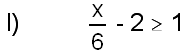 l) x/6 - 2 ≥ 1